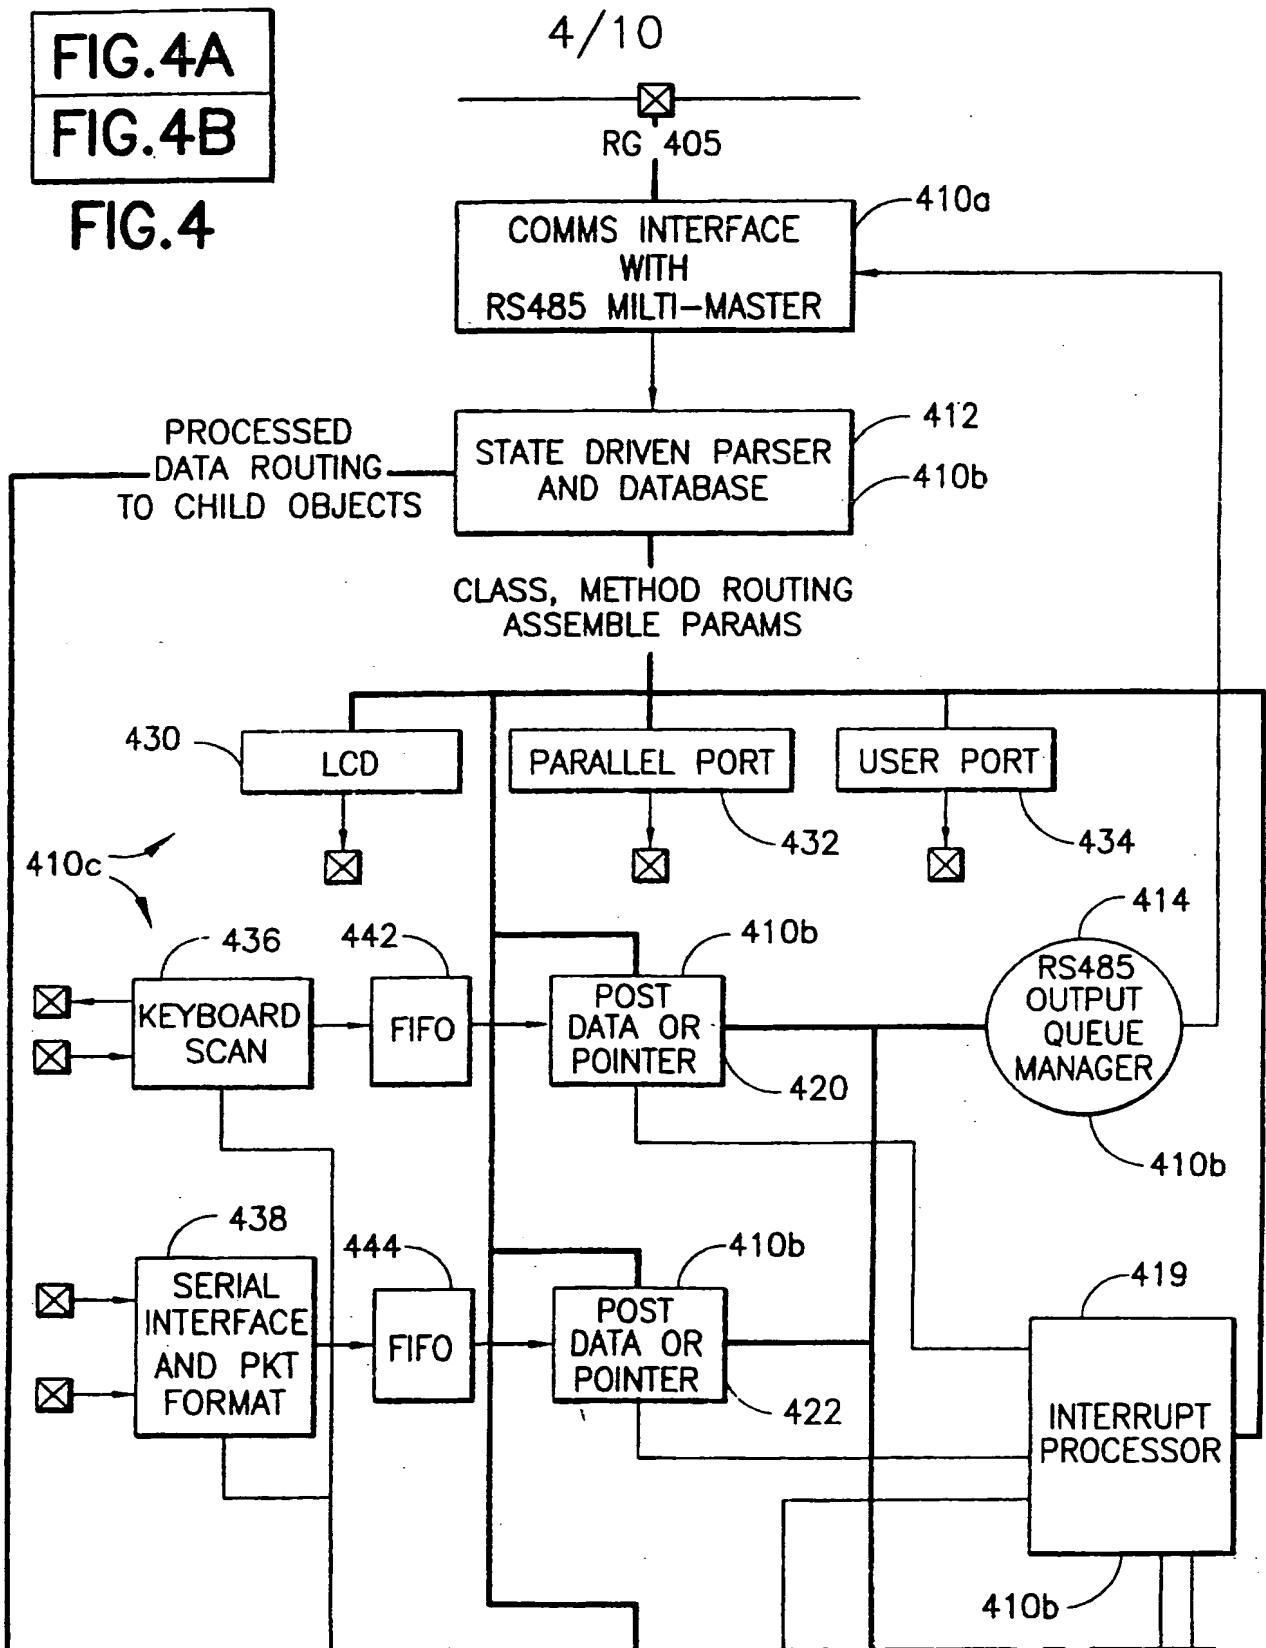 FIG.4A
FIG.4B
FIG.4
4/10
RG 405
410a
COMMS INTERFACE
WITH
RS485 MILTI-MASTER
PROCESSED
DATA ROUTING
TO CHILD OBJECTS
412
STATE DRIVEN PARSER
AND DATABASE
410b
CLASS, METHOD ROUTING
ASSEMBLE PARAMS
430
LCD
PARALLEL PORT
432
USER PORT
434
410c
436
KEYBOARD
SCAN
442
FIFO
410b
POST
DATA OR
POINTER
420
414
RS485
OUTPUT
QUEUE
MANAGER
410b
438
SERIAL
INTERFACE
AND PKT
FORMAT
444
FIFO
410b
POST
DATA OR
POINTER
422
419
INTERRUPT
PROCESSOR
410b